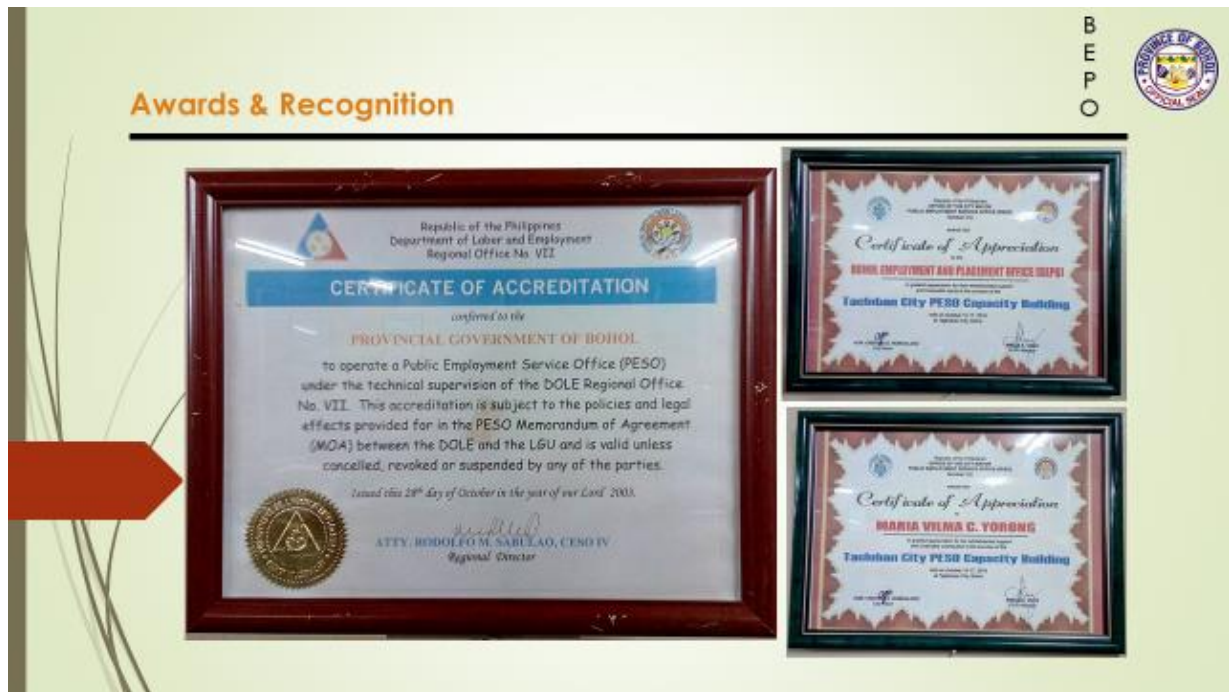 B
E
P
O
PROVINCE OF BOHOL
OFFICIAL SEAL
Awards & Recognition
Republic of the Philippines
Department of Labor and Employment
Regional Office No. VII
CERTIFICATE OF ACCREDITATION
conferred to the
PROVINCIAL GOVERNMENT OF BOHOL
to operate a Public Employment Service Office (PESO)
under the technical supervision of the DOLE Regional Office
No. VII. This accreditation is subject to the policies and legal
effects provided for in the PESO Memorandum of Agreement
(MOA) between the DOLE and the LGU and is valid unless
cancelled, revoked or suspended by any of the parties.
Issued this 28th day of October in the year of our Lord 2003.
ATTY. RODOLFO M. SABULAO, CESO IV
Regional Director
Certificate of Appreciation
BOHOL EMPLOYMENT AND PLACEMENT OFFICE (BEPO)
Tacloban City PESO Capacity Building
Certificate of Appreciation
MARIA VILMA C. YORONG
Tacloban City PESO Capacity Building